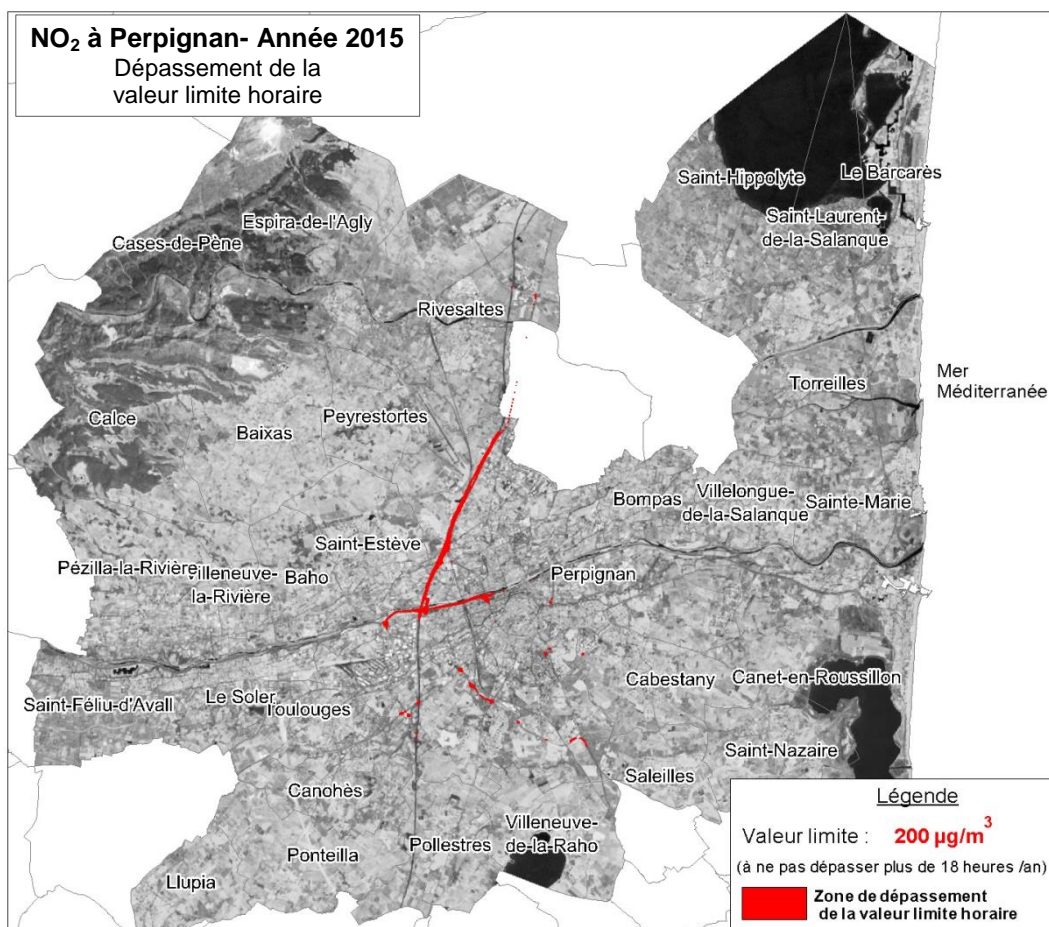 NO₂ à Perpignan- Année 2015
Dépassement de la
valeur limite horaire
Saint-Hippolyte
Le Barcarès
Saint-Laurent-
de-la-Salanque
Espira-de-l'Agly
Cases-de-Pène
Rivesaltes
Mer
Méditerranée
Torreilles
Calce
Peyrestortes
Baixas
Bompas
Villelongue-
de-la-Salanque
Sainte-Marie
Saint-Estève
Pézilla-la-Rivière
Villeneuve-
la-Rivière
Baho
Perpignan
Cabestany
Canet-en-Roussillon
Saint-Féliu-d'Avall
Le Soler
Toulouges
Saint-Nazaire
Saleilles
Canohès
Villeneuve-
de-la-Raho
Pollestres
Ponteilla
Llupia
Légende
Valeur limite : 200 µg/m³
(à ne pas dépasser plus de 18 heures /an)
Zone de dépassement
de la valeur limite horaire